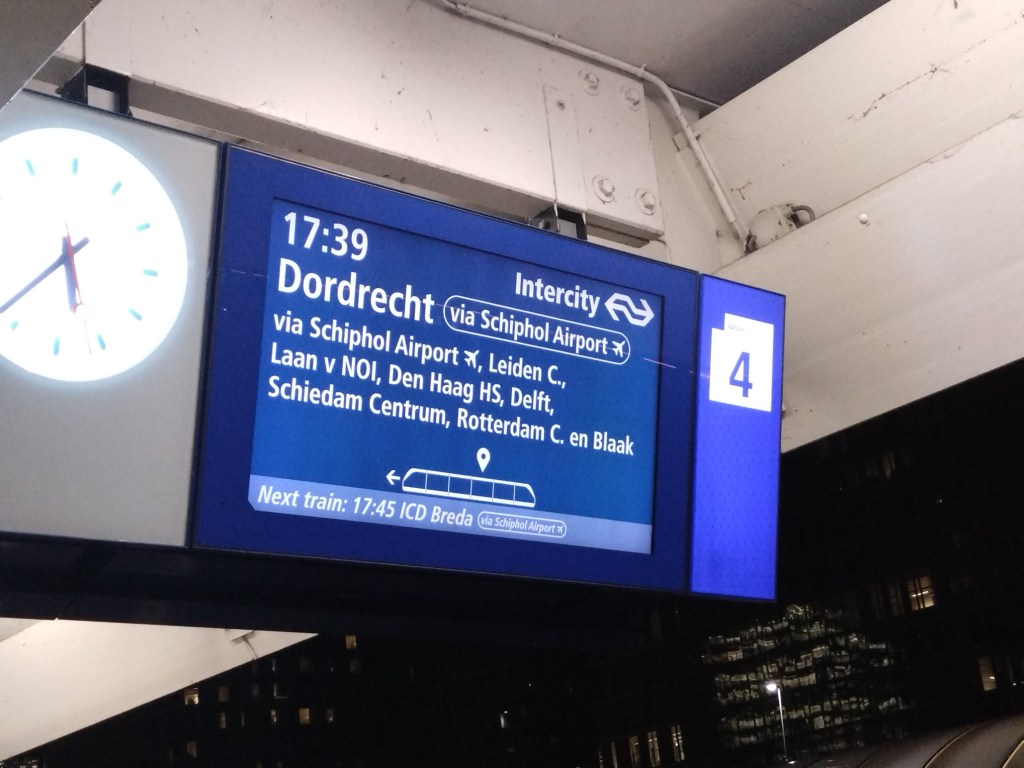 17:39
Intercity
Dordrecht via Schiphol Airport
via Schiphol Airport, Leiden C.,
Laan v NOI, Den Haag HS, Delft,
Schiedam Centrum, Rotterdam C. en Blaak
Next train: 17:45 ICD Breda via Schiphol Airport
4